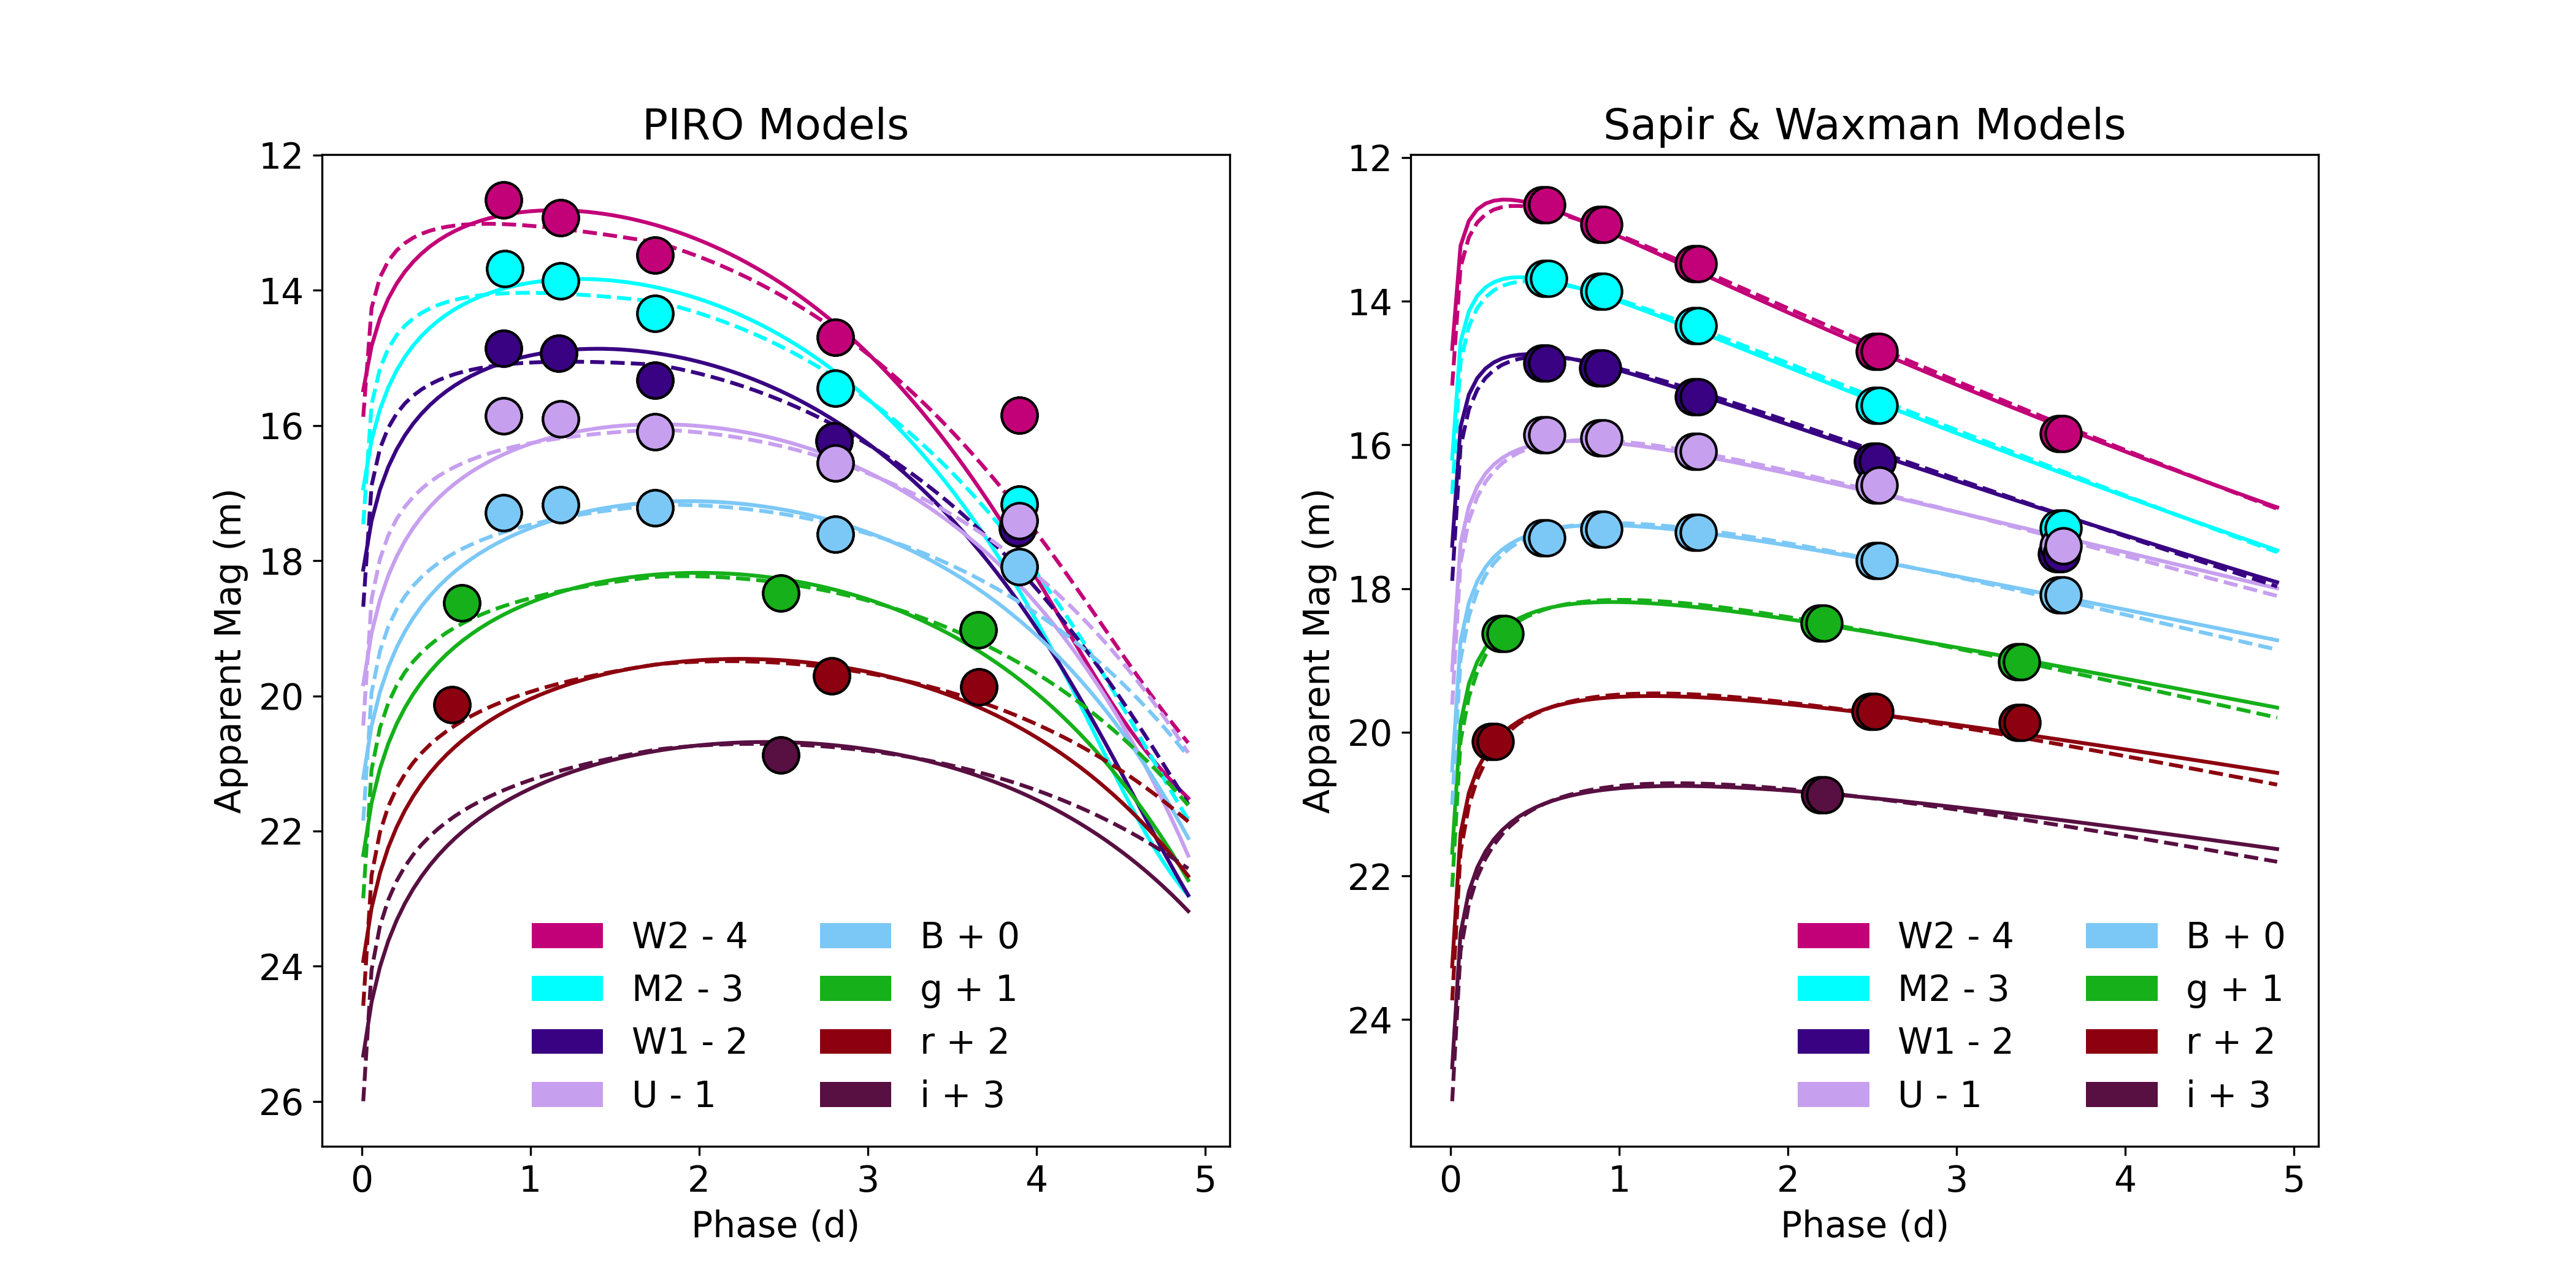 PIRO Models
12
14
16
18
20
22
24
26
Apparent Mag (m)
W2 - 4
M2 - 3
W1 - 2
U - 1
B + 0
g + 1
r + 2
i + 3
0 1 2 3 4 5
Phase (d)
Sapir & Waxman Models
12
14
16
18
20
22
24
Apparent Mag (m)
W2 - 4
M2 - 3
W1 - 2
U - 1
B + 0
g + 1
r + 2
i + 3
0 1 2 3 4 5
Phase (d)